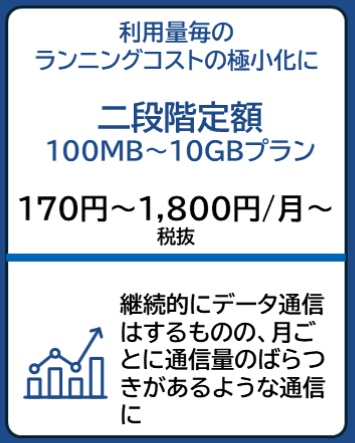 利用量毎の
ランニングコストの極小化に
二段階定額
100MB～10GBプラン
170円～1,800円/月～
税抜
継続的にデータ通信
はするものの、月ご
とに通信量のばらつ
きがあるような通信
に